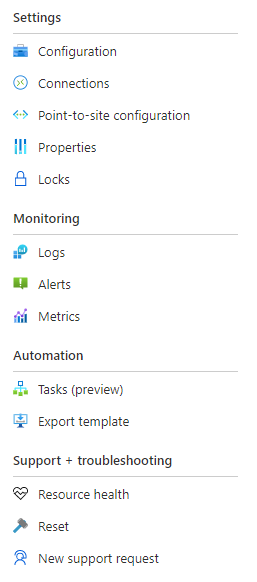 Settings
Configuration
Connections
Point-to-site configuration
Properties
Locks
Monitoring
Logs
Alerts
Metrics
Automation
Tasks (preview)
Export template
Support + troubleshooting
Resource health
Reset
New support request